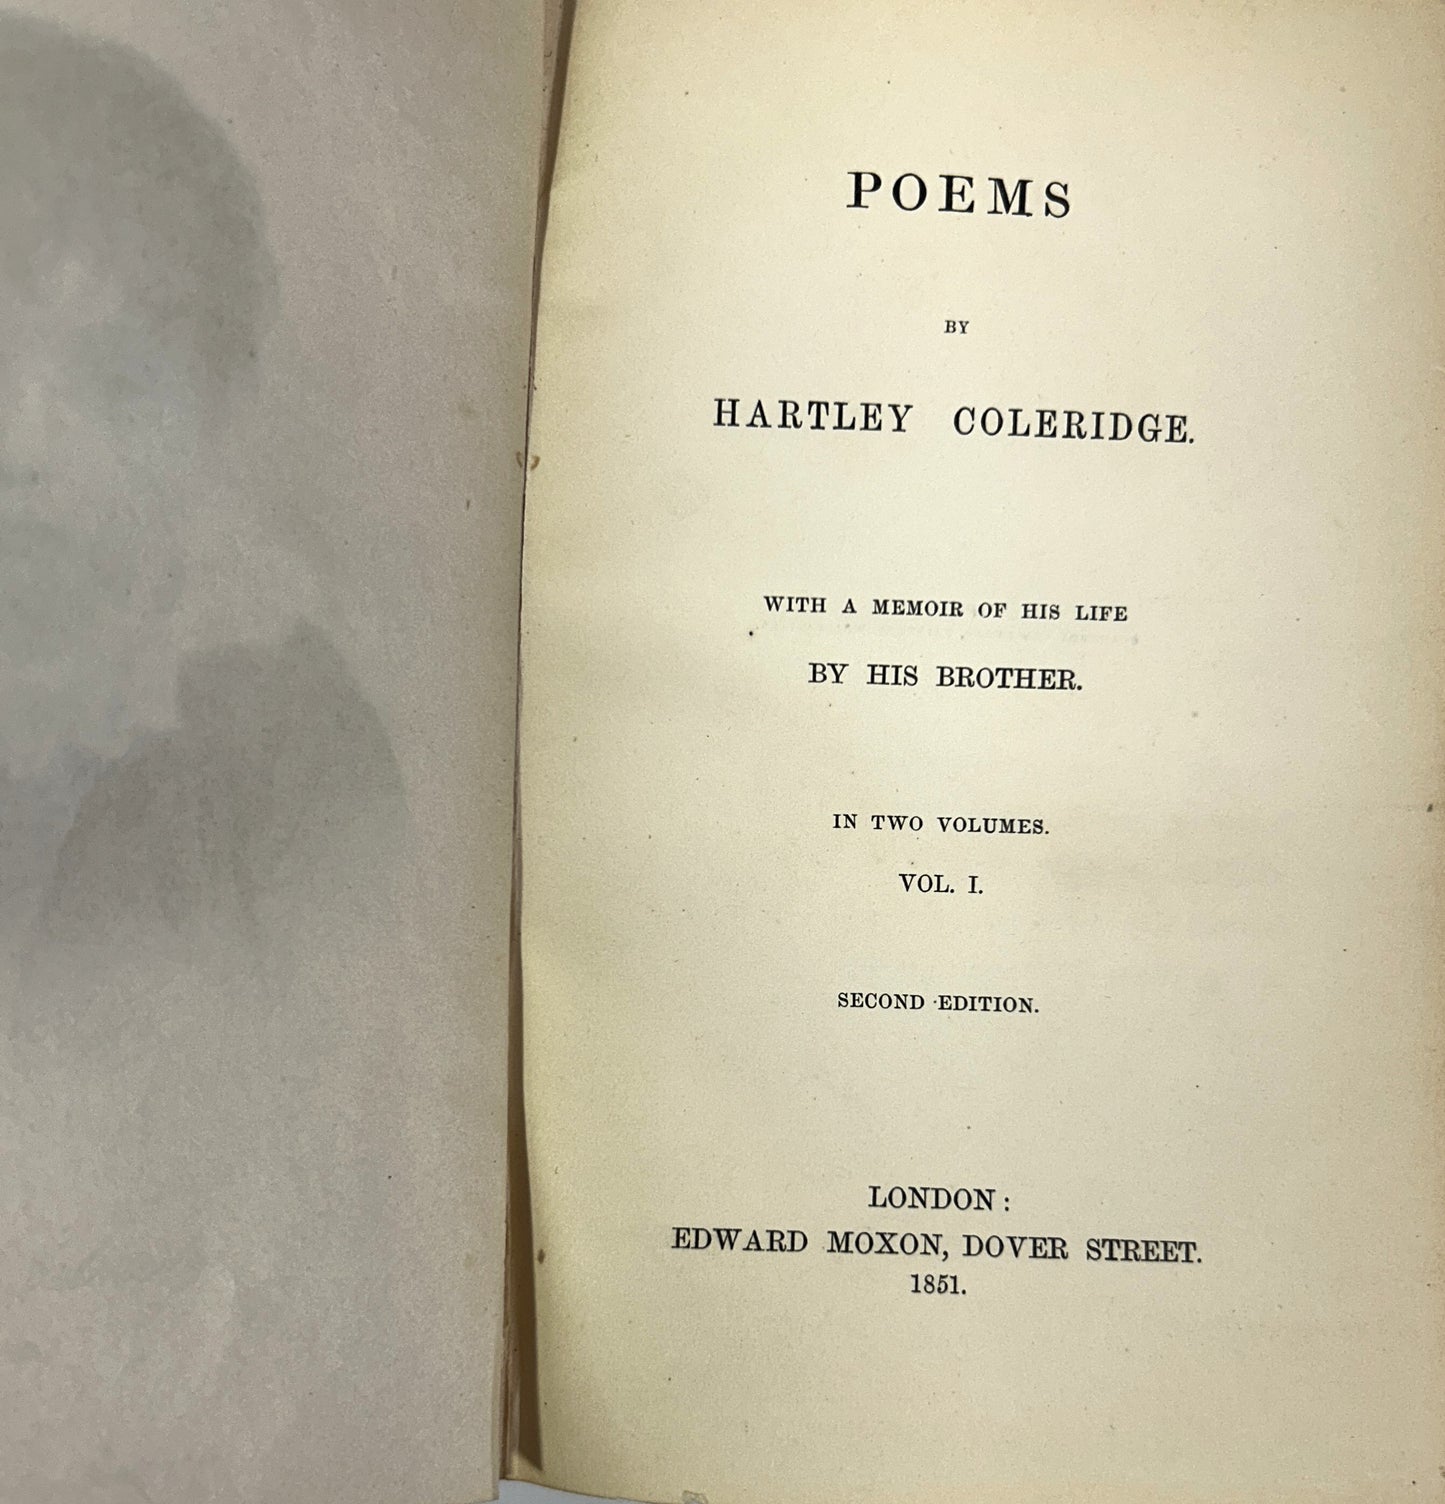 POEMS
BY
HARTLEY COLERIDGE.
WITH A MEMOIR OF HIS LIFE
BY HIS BROTHER.
IN TWO VOLUMES.
VOL. I.
SECOND EDITION.
LONDON:
EDWARD MOXON, DOVER STREET.
1851.